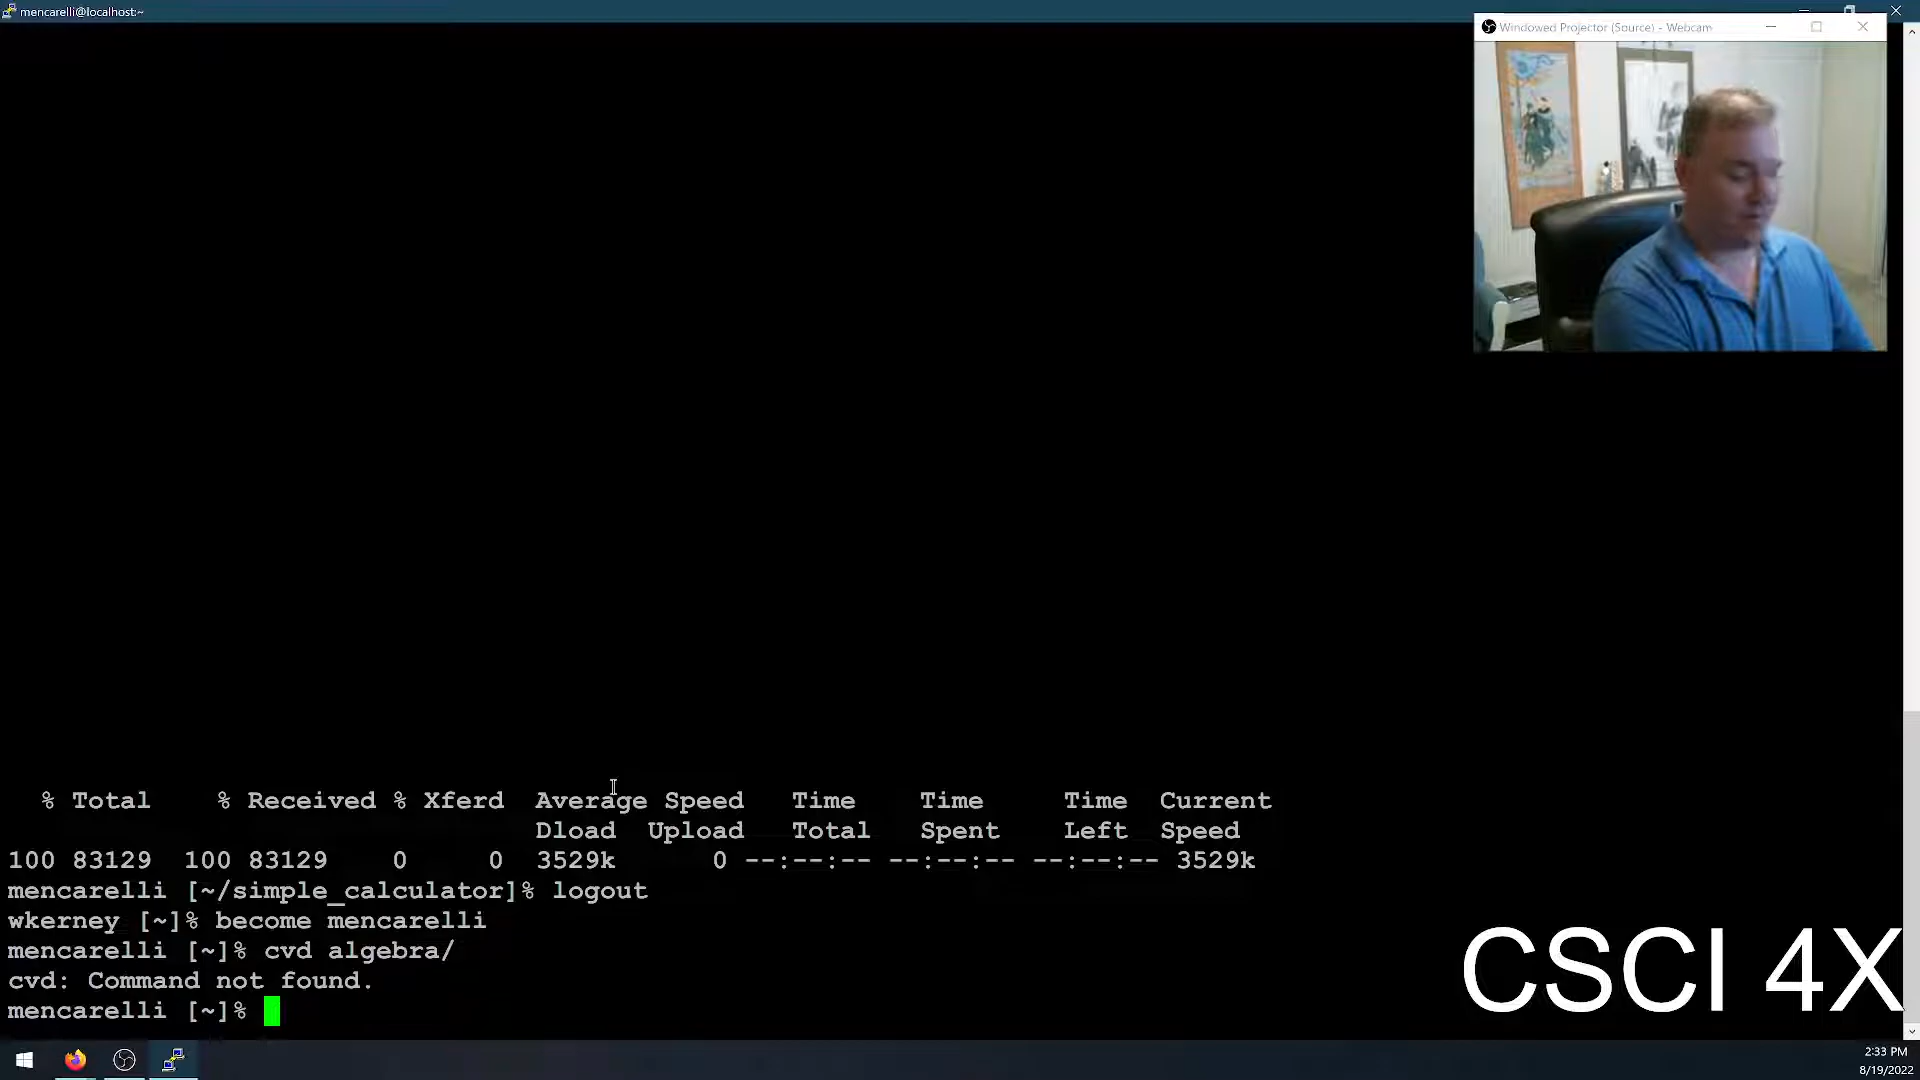 mencarelli@localhost:~
Windowed Projector (Source) - Webcam
% Total % Received % Xferd Average Speed Time Time Time Current
Dload Upload Total Spent Left Speed
100 83129 100 83129 0 0 3529k 0 --:--:-- --:--:-- --:--:-- 3529k
mencarelli [~/simple_calculator]% logout
wkerney [~]% become mencarelli
mencarelli [~]% cvd algebra/
cvd: Command not found.
mencarelli [~]%
CSCI 4X
2:33 PM
8/19/2022